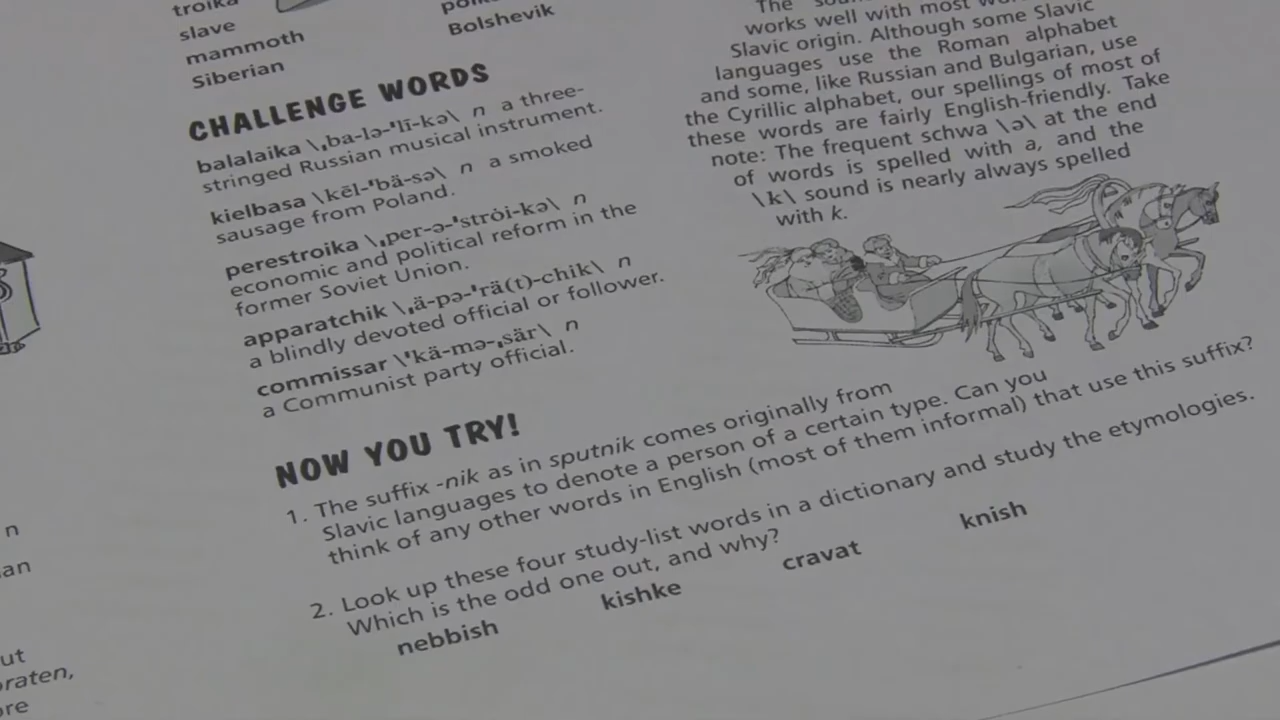 troika
slave
mammoth
Siberian
Bolshevik
CHALLENGE WORDS
balalaika \ˌba-lə-ˈlī-kə\ n a three-
stringed Russian musical instrument.
kielbasa \kēl-ˈbä-sə\ n a smoked
sausage from Poland.
perestroika \ˌper-ə-ˈstrȯi-kə\ n
economic and political reform in the
former Soviet Union.
apparatchik \ˌä-pə-ˈrä(t)-chik\ n
a blindly devoted official or follower.
commissar \ˈkä-mə-ˌsär\ n
a Communist party official.
The
works well with most
Slavic origin. Although some Slavic
languages use the Roman alphabet
and some, like Russian and Bulgarian, use
the Cyrillic alphabet, our spellings of most of
these words are fairly English-friendly. Take
note: The frequent schwa \ə\ at the end
of words is spelled with a, and the
\k\ sound is nearly always spelled
with k.
NOW YOU TRY!
1. The suffix -nik as in sputnik comes originally from
Slavic languages to denote a person of a certain type. Can you
think of any other words in English (most of them informal) that use this suffix?
2. Look up these four study-list words in a dictionary and study the etymologies.
Which is the odd one out, and why?
nebbish kishke cravat knish